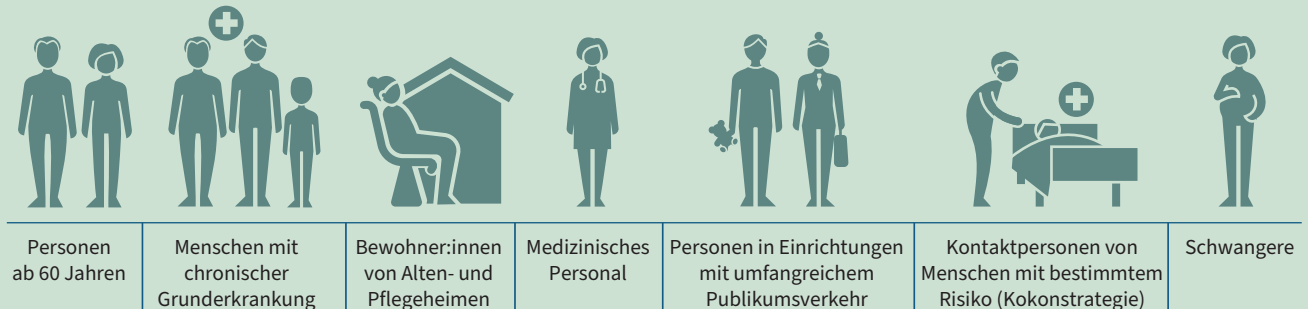 Personen
ab 60 Jahren
Menschen mit
chronischer
Grunderkrankung
Bewohner:innen
von Alten- und
Pflegeheimen
Medizinisches
Personal
Personen in Einrichtungen
mit umfangreichem
Publikumsverkehr
Kontaktpersonen von
Menschen mit bestimmtem
Risiko (Kokonstrategie)
Schwangere